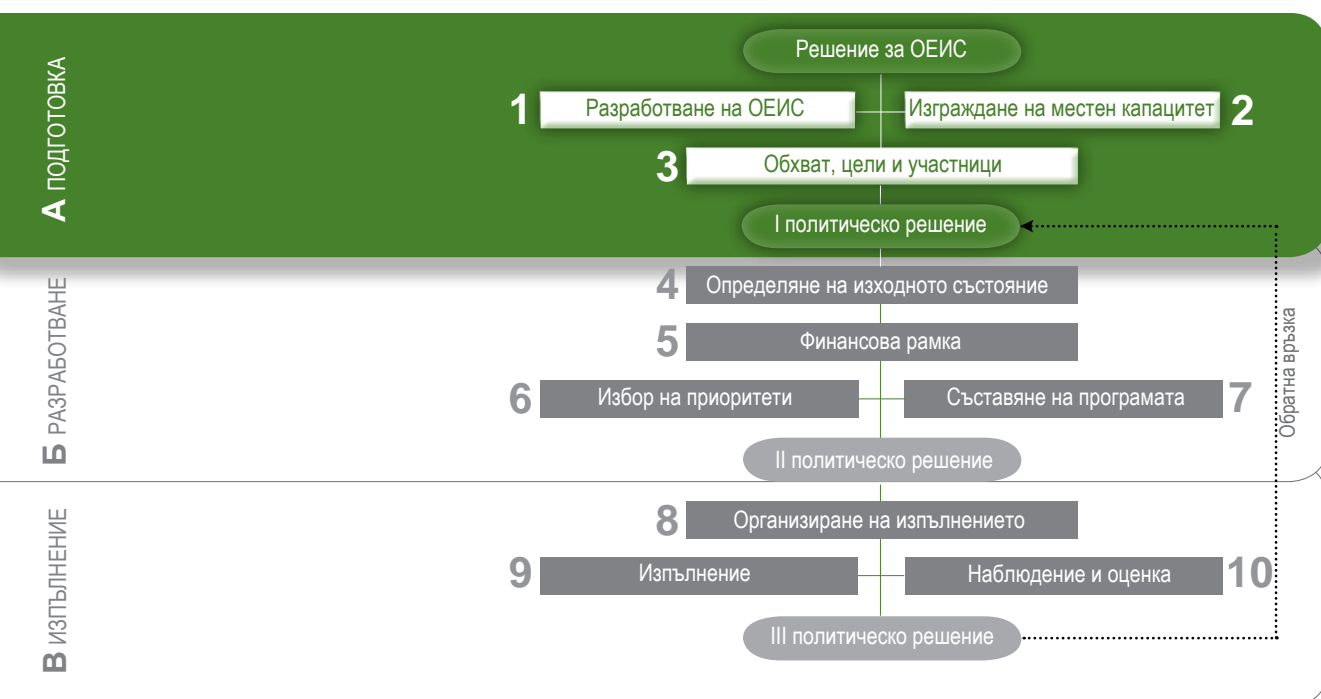 А ПОДГОТОВКА
Решение за ОЕИС
1 Разработване на ОЕИС
Изграждане на местен капацитет 2
3 Обхват, цели и участници
I политическо решение
Б РАЗРАБОТВАНЕ
4 Определяне на изходното състояние
5 Финансова рамка
6 Избор на приоритети
Съставяне на програмата 7
II политическо решение
Обратна връзка
В ИЗПЪЛНЕНИЕ
8 Организиране на изпълнението
9 Изпълнение
Наблюдение и оценка 10
III политическо решение